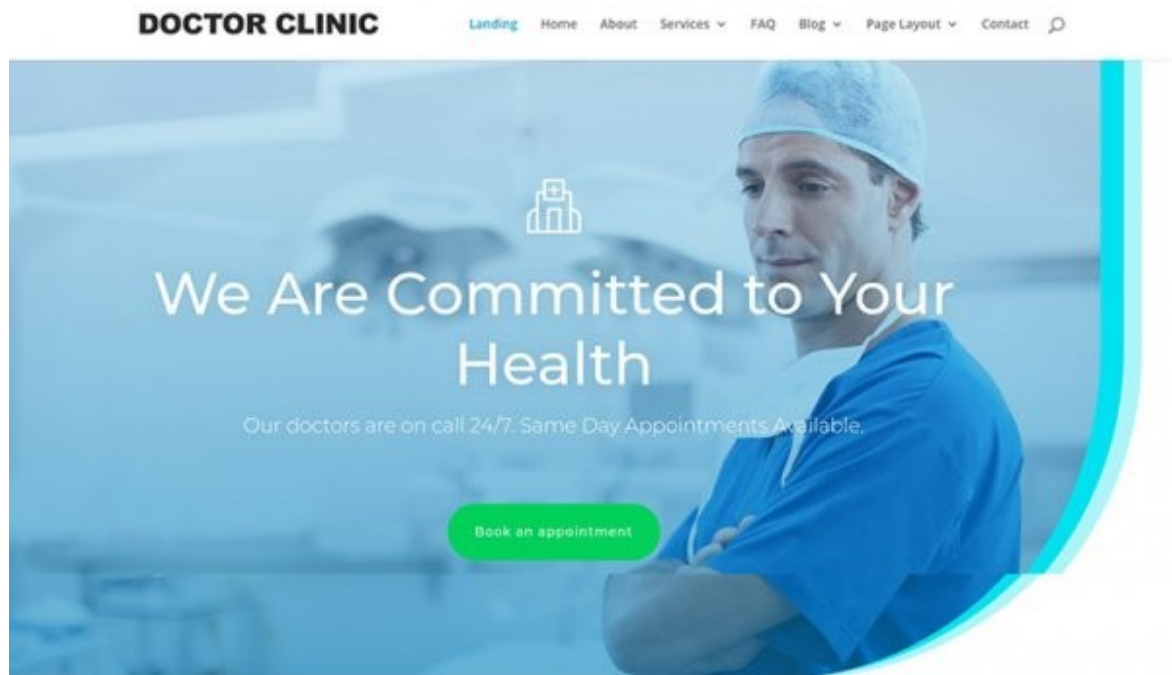 DOCTOR CLINIC
Landing Home About Services FAQ Blog Page Layout Contact
We Are Committed to Your
Health
Our doctors are on call 24/7. Same Day Appointments Available.
Book an appointment